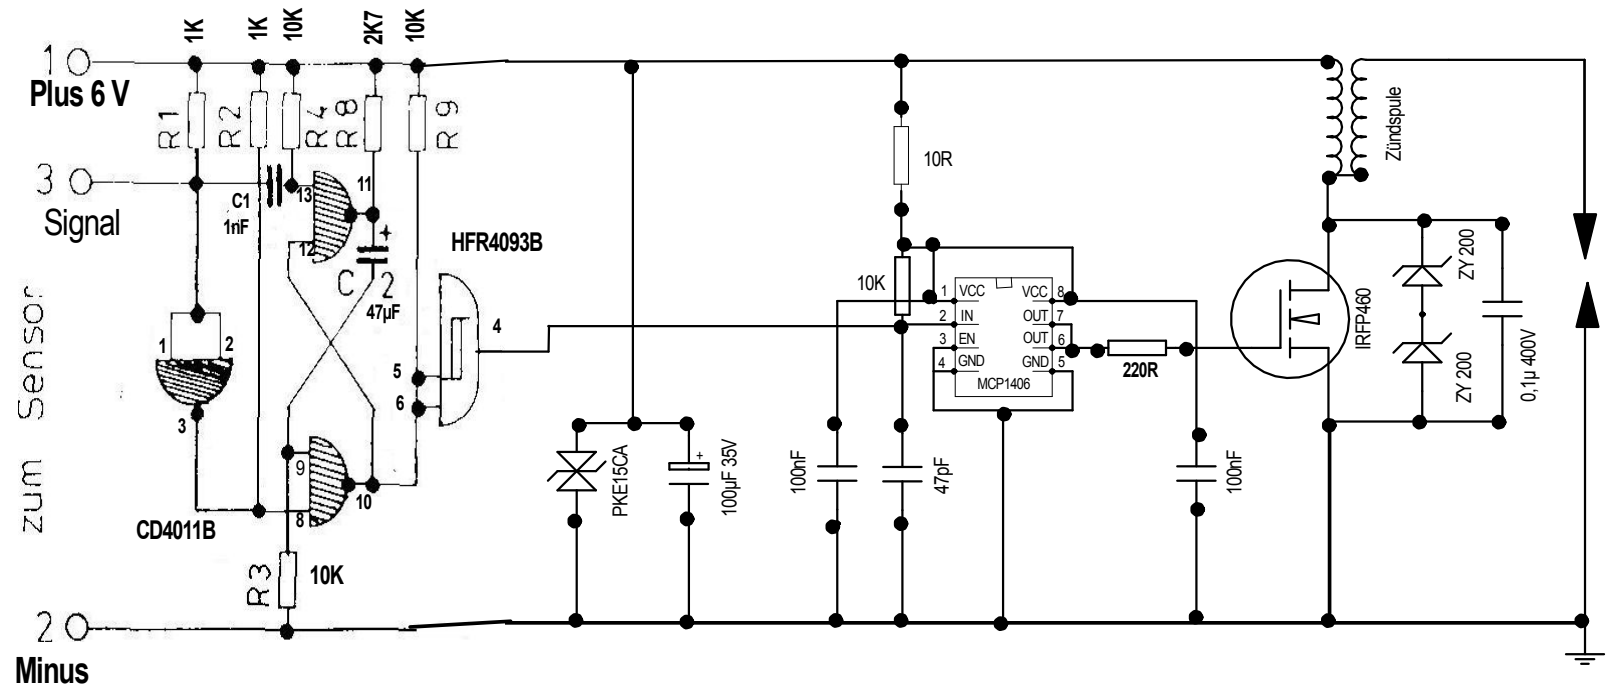 1K
1K
10K
2K7
10K
1
Plus 6 V
R1
R2
R4
R8
R9
3
Signal
C1
1nF
13
11
12
+
C 2
47µF
HFR4093B
4
5
6
1
2
3
zum Sensor
CD4011B
9
8
10
R3
10K
2
Minus
PKE15CA
+
100µF 35V
10R
10K
100nF
47pF
1 VCC
2 IN
3 EN
4 GND
VCC 8
OUT 7
OUT 6
GND 5
MCP1406
220R
100nF
IRFP460
Zündspule
ZY 200
ZY 200
0,1µ 400V